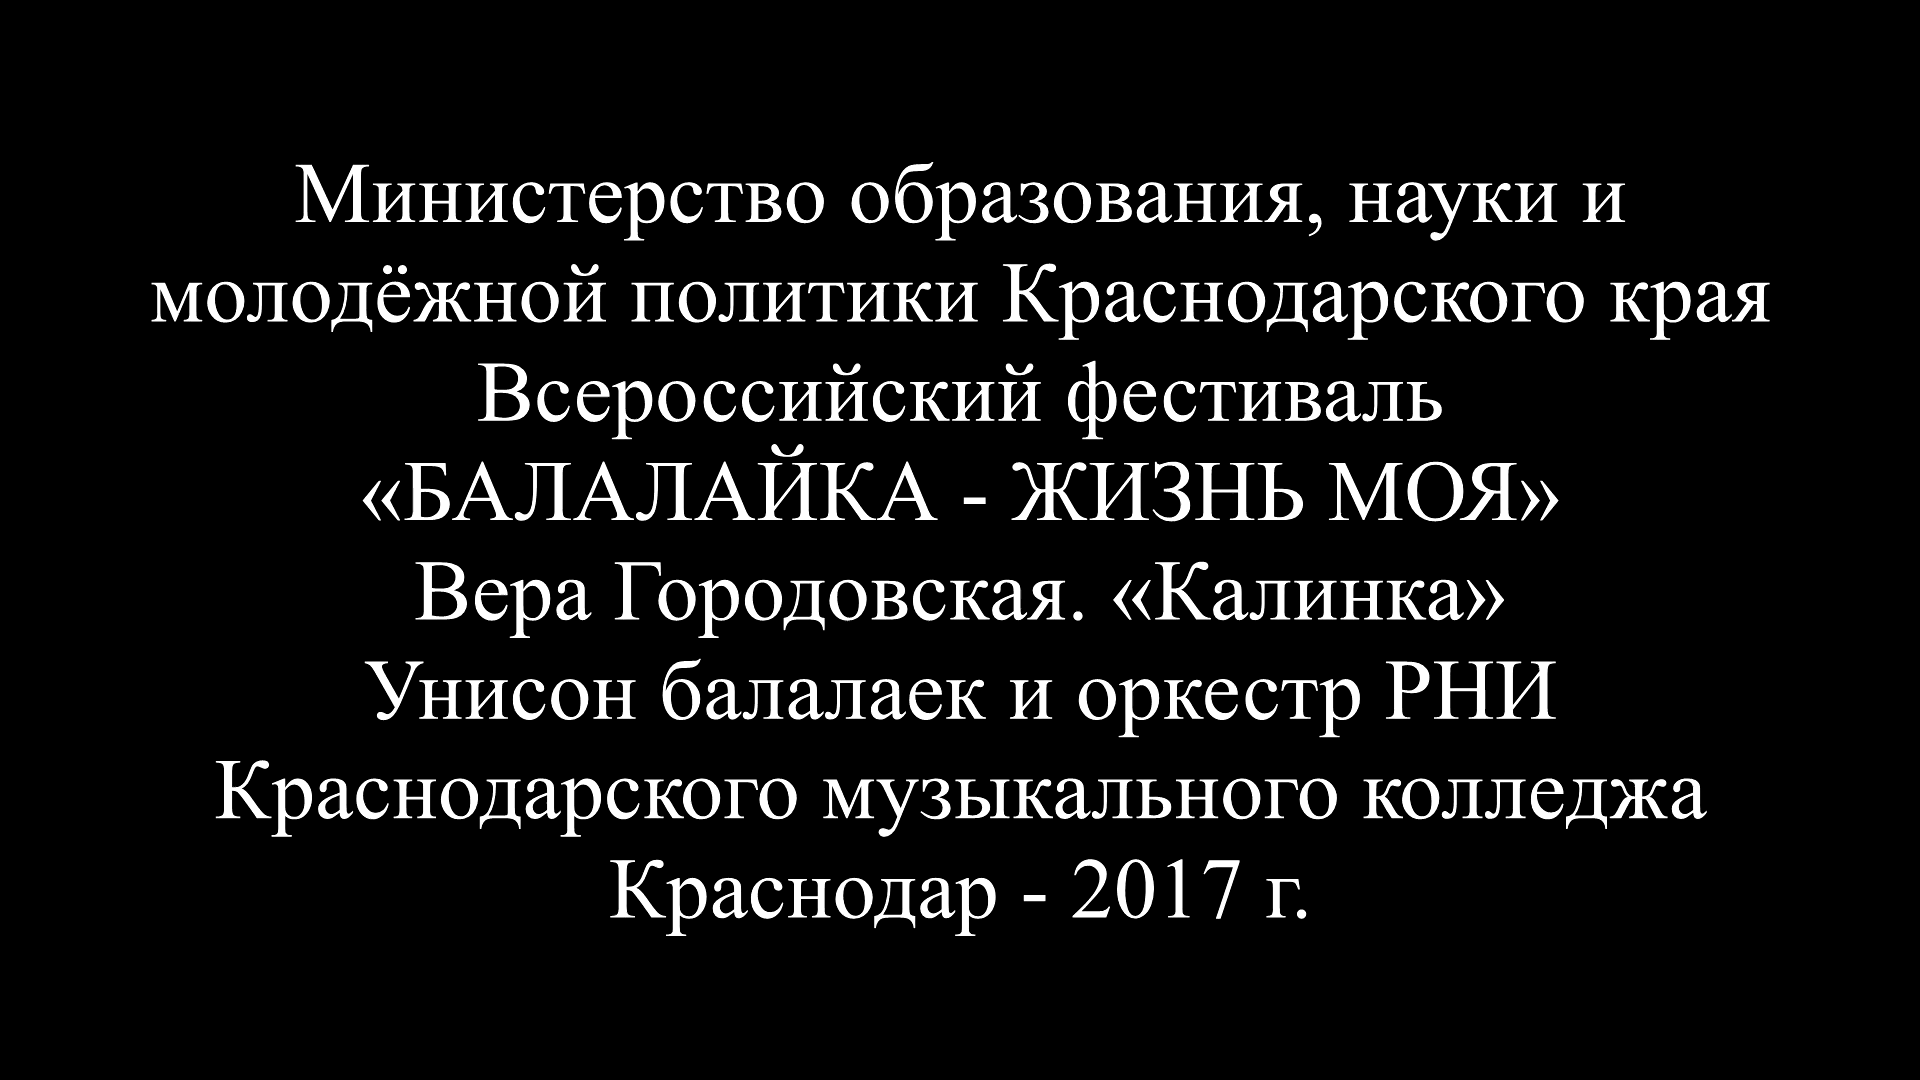 Министерство образования, науки и
молодёжной политики Краснодарского края
Всероссийский фестиваль
«БАЛАЛАЙКА - ЖИЗНЬ МОЯ»
Вера Городовская. «Калинка»
Унисон балалаек и оркестр РНИ
Краснодарского музыкального колледжа
Краснодар - 2017 г.